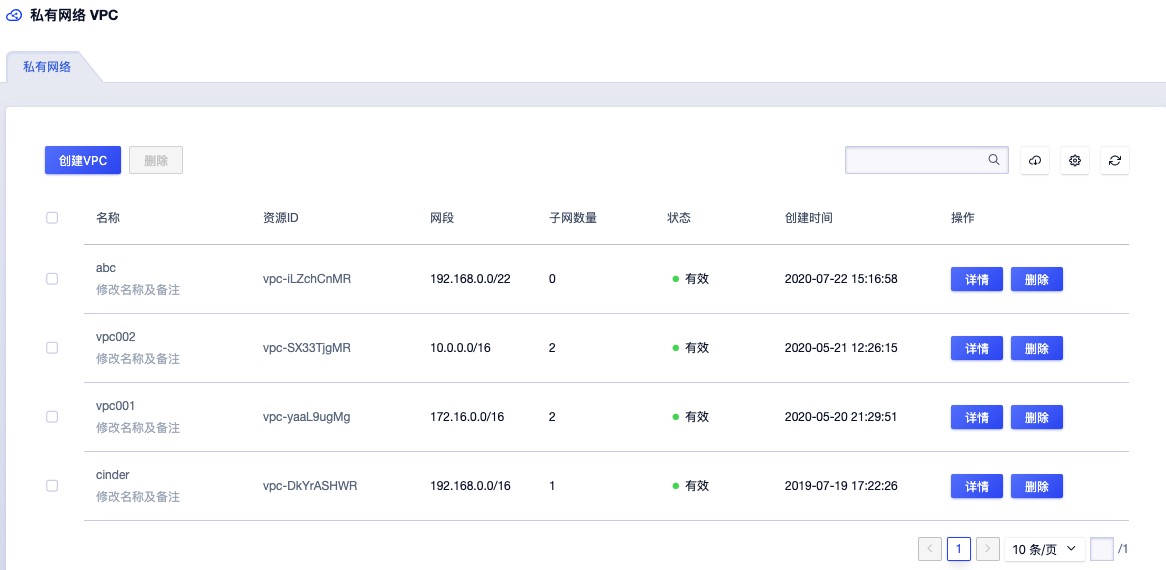 私有网络 VPC
私有网络
创建VPC 删除
名称 资源ID 网段 子网数量 状态 创建时间 操作
abc
修改名称及备注
vpc-iLZchCnMR 192.168.0.0/22 0 有效 2020-07-22 15:16:58 详情 删除
vpc002
修改名称及备注
vpc-SX33TjgMR 10.0.0.0/16 2 有效 2020-05-21 12:26:15 详情 删除
vpc001
修改名称及备注
vpc-yaaL9ugMg 172.16.0.0/16 2 有效 2020-05-20 21:29:51 详情 删除
cinder
修改名称及备注
vpc-DkYrASHWR 192.168.0.0/16 1 有效 2019-07-19 17:22:26 详情 删除
1 10 条/页 /1